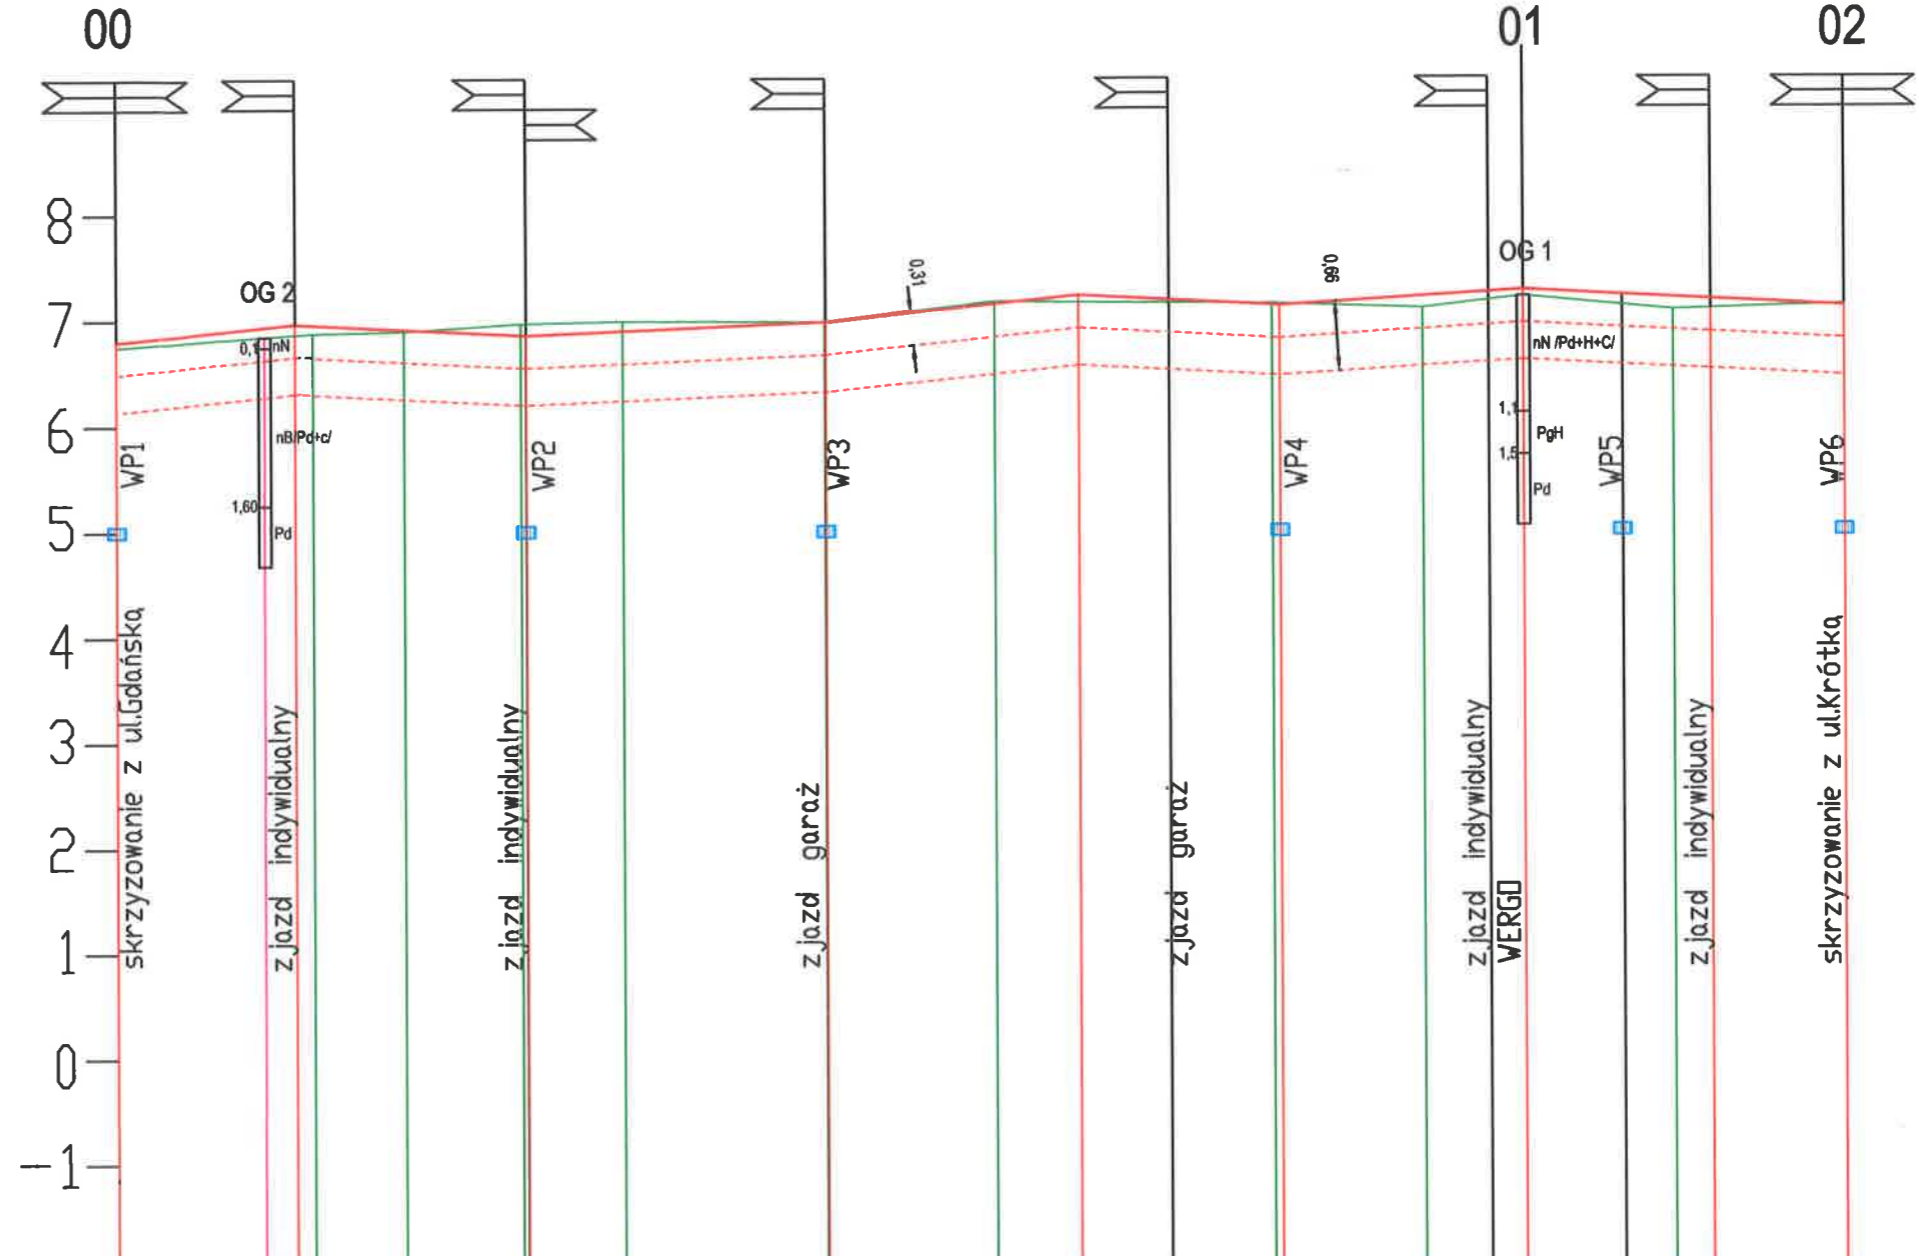 00
01
02
8
7
6
5
4
3
2
1
0
-1
OG 2
OG 1
0,31
0,66
nN
nB/Pd+c/
1,60
Pd
nN /Pd+H+C/
1,1
PgH
1,5
Pd
WP1
WP2
WP3
WP4
WP5
WP6
skrzyzowanie z ul.Gdańską
zjazd indywidualny
zjazd indywidualny
zjazd garaż
zjazd garaż
zjazd indywidualny
WERGO
zjazd indywidualny
skrzyzowanie z ul.Krótką